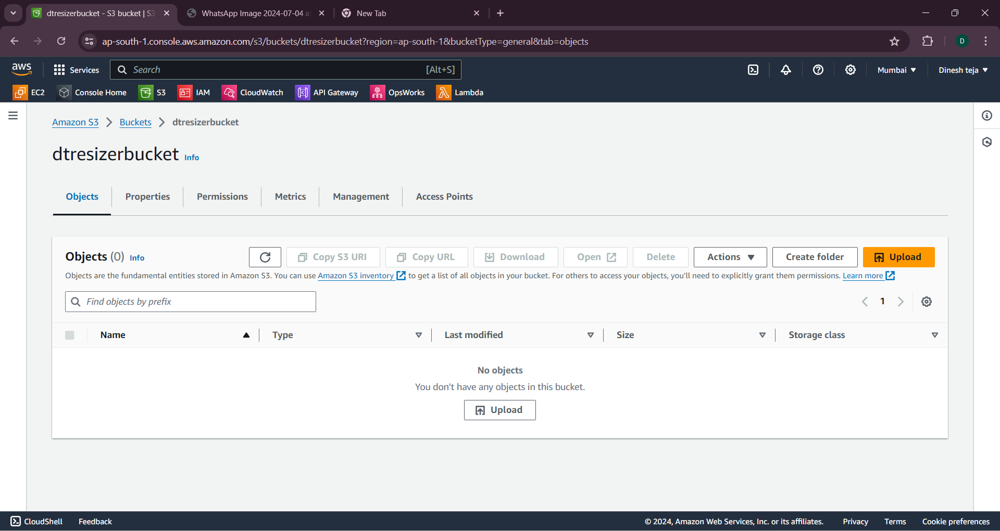 dtresizerbucket - S3 bucket | S3
WhatsApp Image 2024-07-04 a
New Tab
ap-south-1.console.aws.amazon.com/s3/buckets/dtresizerbucket?region=ap-south-1&bucketType=general&tab=objects
D
aws
Services
Search
[Alt+S]
Mumbai
Dinesh teja
EC2
Console Home
S3
IAM
CloudWatch
API Gateway
OpsWorks
Lambda
Amazon S3
Buckets
dtresizerbucket
dtresizerbucket Info
Objects
Properties
Permissions
Metrics
Management
Access Points
Objects (0) Info
Copy S3 URI
Copy URL
Download
Open
Delete
Actions
Create folder
Upload
Objects are the fundamental entities stored in Amazon S3. You can use Amazon S3 inventory to get a list of all objects in your bucket. For others to access your objects, you'll need to explicitly grant them permissions. Learn more
Find objects by prefix
1
Name
Type
Last modified
Size
Storage class
No objects
You don't have any objects in this bucket.
Upload
CloudShell
Feedback
© 2024, Amazon Web Services, Inc. or its affiliates.
Privacy
Terms
Cookie preferences